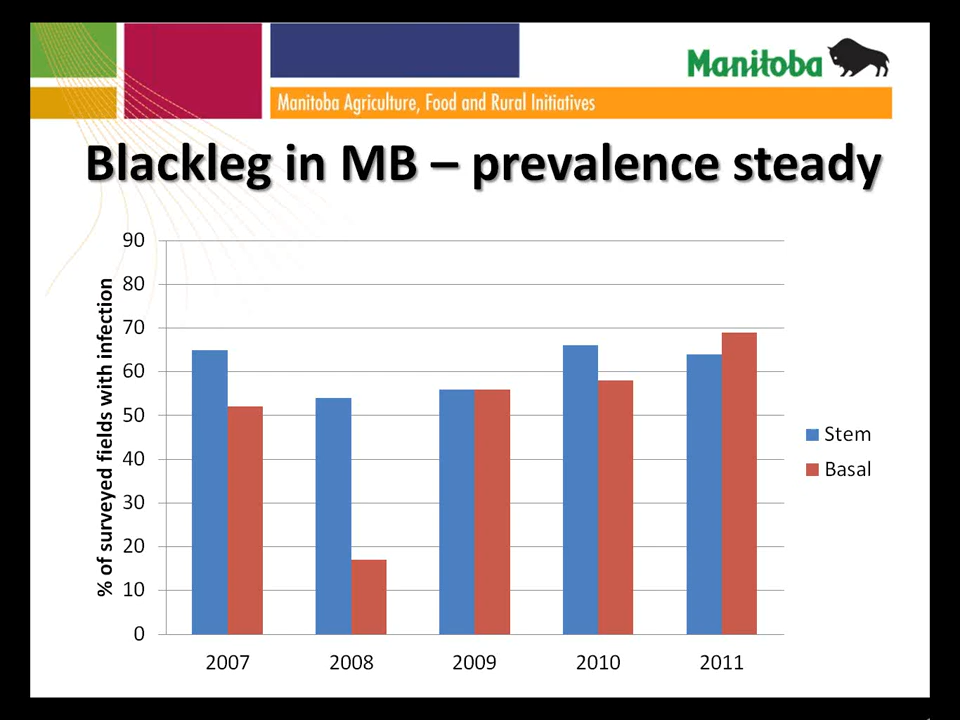 Manitoba
Manitoba Agriculture, Food and Rural Initiatives
Blackleg in MB – prevalence steady
% of surveyed fields with infection
90
80
70
60
50
40
30
20
10
0
2007 2008 2009 2010 2011
Stem
Basal